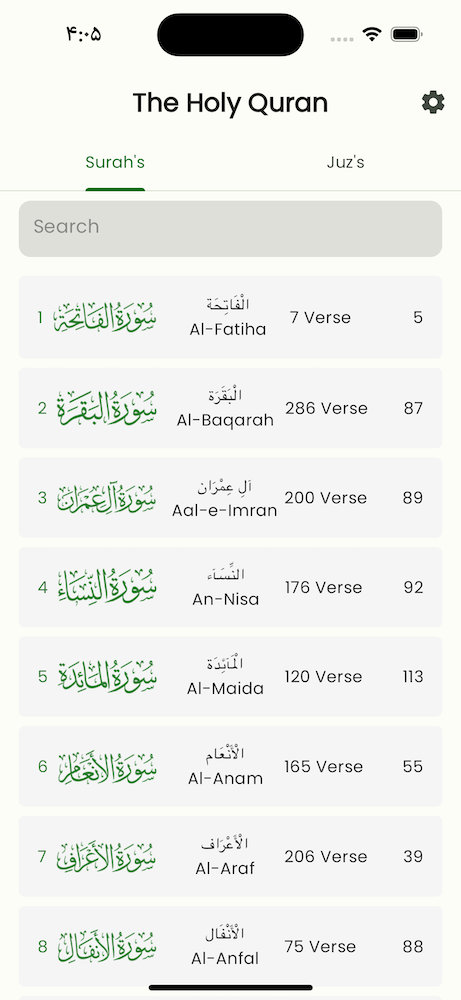 ۴:۰۵
The Holy Quran
Surah's Juz's
Search
1 سُورَةُ الفَاتِحَة الْفَاتِحَة 7 Verse 5
Al-Fatiha
2 سُورَةُ البَقَرَة الْبَقَرَة 286 Verse 87
Al-Baqarah
3 سُورَةُ آل عِمْرَان آلِ عِمْرَان 200 Verse 89
Aal-e-Imran
4 سُورَةُ النِّسَاء النِّسَاء 176 Verse 92
An-Nisa
5 سُورَةُ المَائِدَة الْمَائِدَة 120 Verse 113
Al-Maida
6 سُورَةُ الأَنْعَام الْأَنْعَام 165 Verse 55
Al-Anam
7 سُورَةُ الأَعْرَاف الْأَعْرَاف 206 Verse 39
Al-Araf
8 سُورَةُ الأَنفَال الْأَنْفَال 75 Verse 88
Al-Anfal